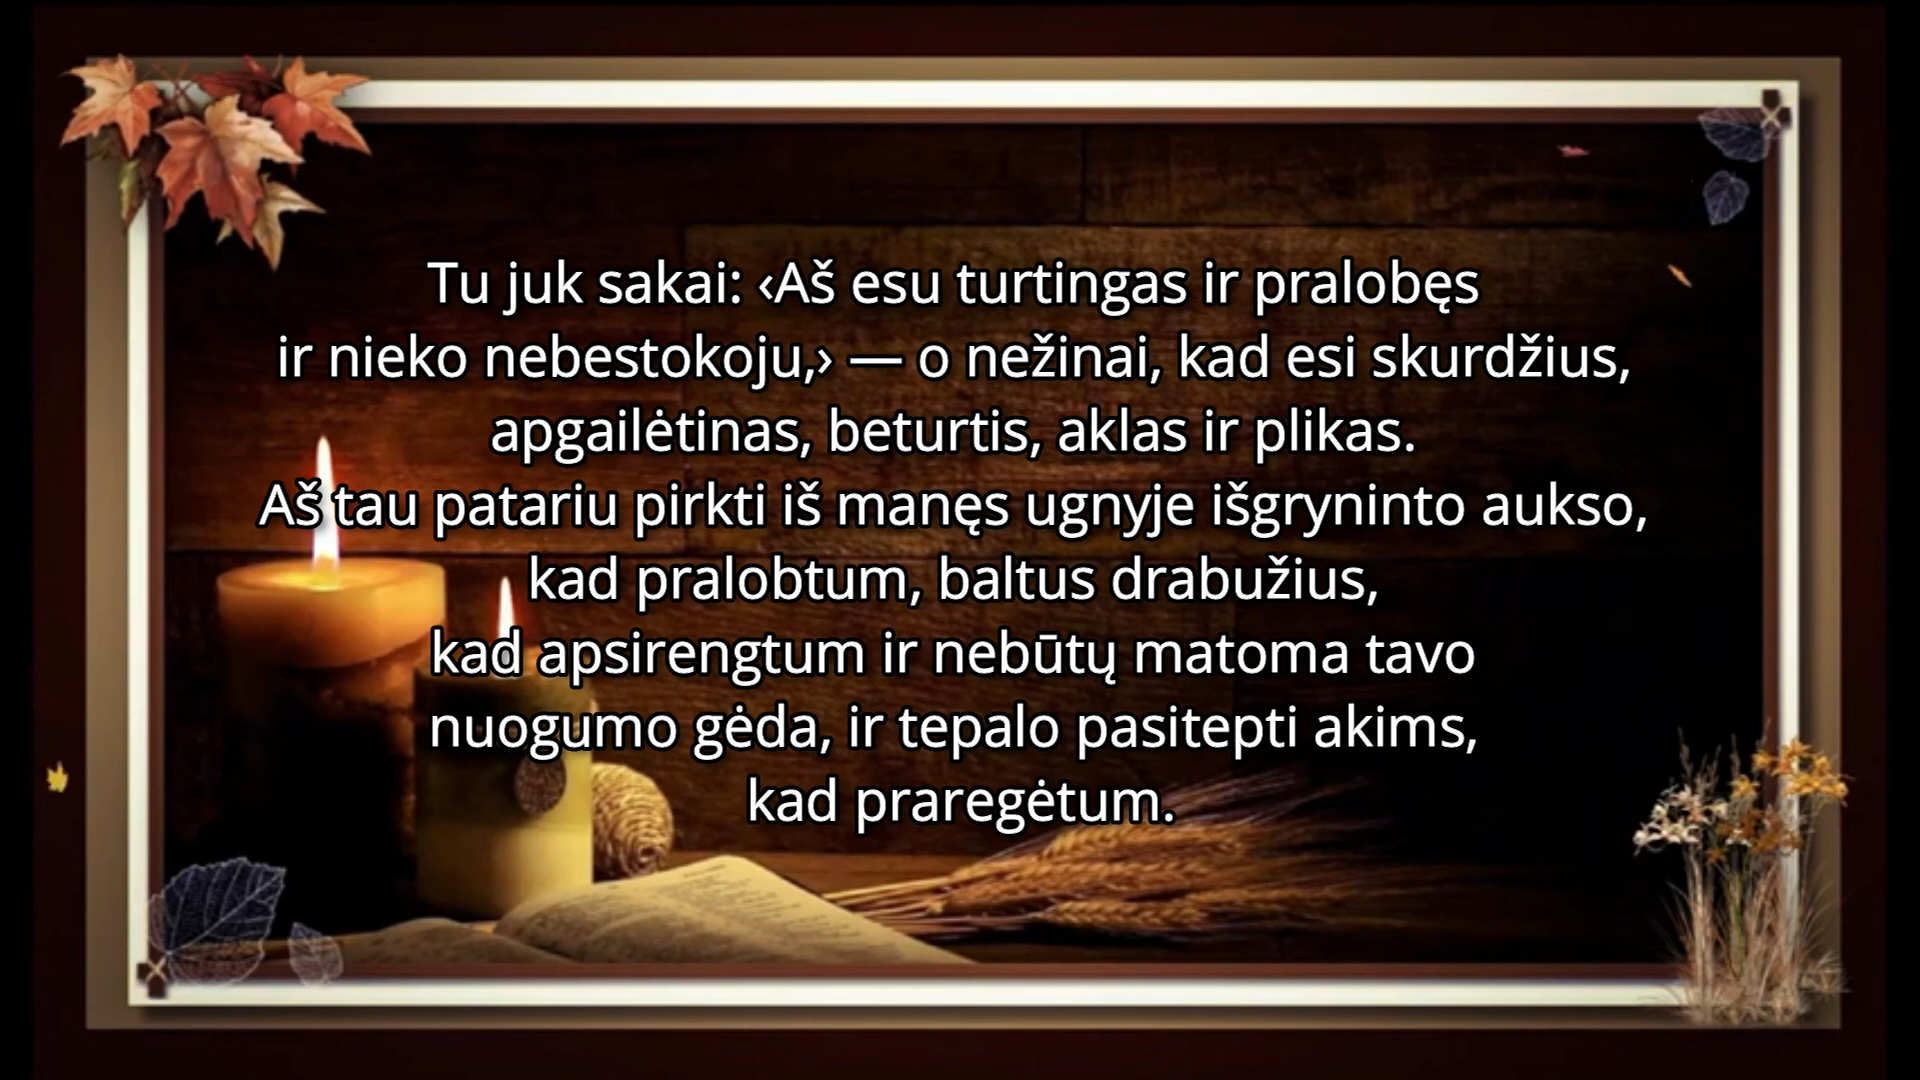 Tu juk sakai: ‹Aš esu turtingas ir pralobęs
ir nieko nebestokoju,› — o nežinai, kad esi skurdžius,
apgailėtinas, beturtis, aklas ir plikas.
Aš tau patariu pirkti iš manęs ugnyje išgryninto aukso,
kad pralobtum, baltus drabužius,
kad apsirengtum ir nebūtų matoma tavo
nuogumo gėda, ir tepalo pasitepti akims,
kad praregėtum.